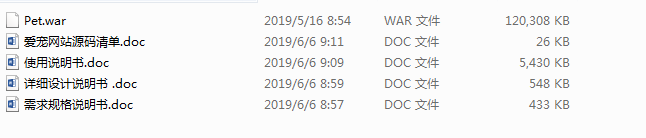 Pet.war 2019/5/16 8:54 WAR 文件 120,308 KB
爱宠网站源码清单.doc 2019/6/6 9:11 DOC 文件 26 KB
使用说明书.doc 2019/6/6 9:09 DOC 文件 5,430 KB
详细设计说明书 .doc 2019/6/6 8:59 DOC 文件 548 KB
需求规格说明书.doc 2019/6/6 8:57 DOC 文件 433 KB